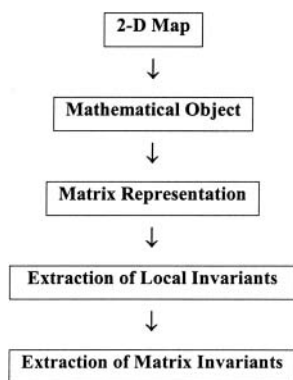 2-D Map
Mathematical Object
Matrix Representation
Extraction of Local Invariants
Extraction of Matrix Invariants